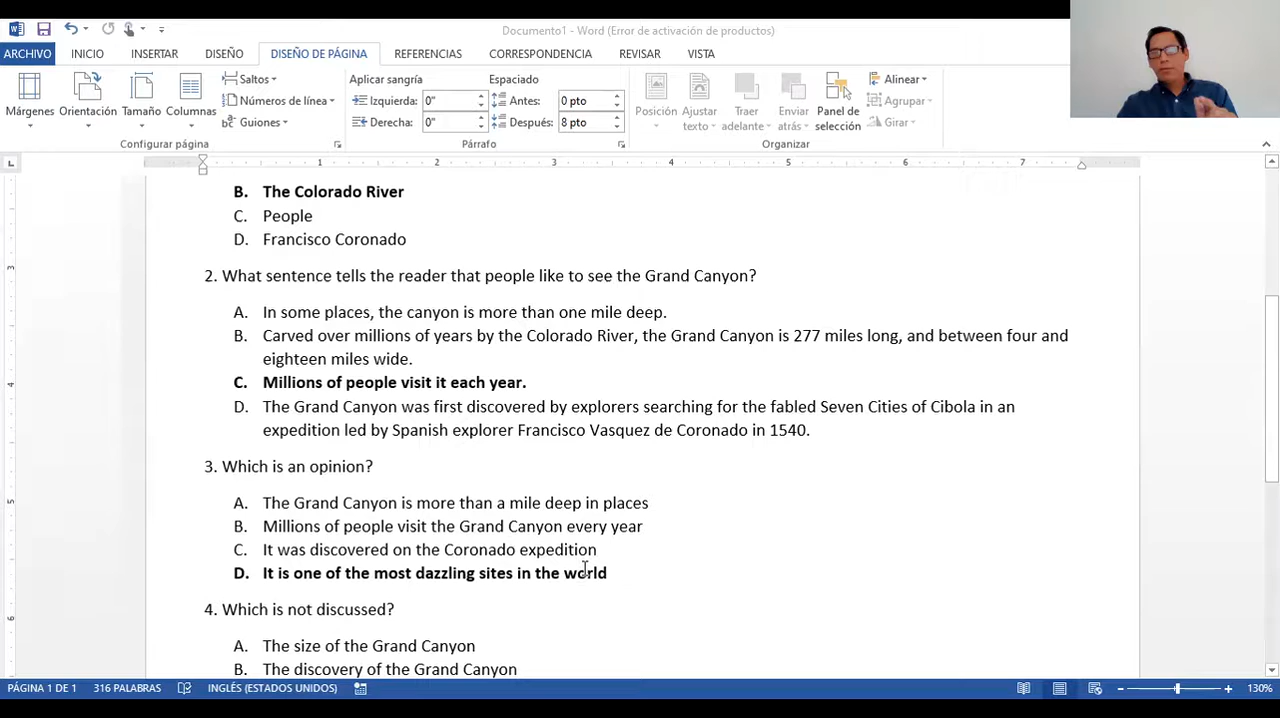 Documento1 - Word (Error de activación de productos)
ARCHIVO INICIO INSERTAR DISEÑO DISEÑO DE PÁGINA REFERENCIAS CORRESPONDENCIA REVISAR VISTA
Márgenes Orientación Tamaño Columnas Saltos Números de línea Guiones
Configurar página
Aplicar sangría Espaciado
Izquierda: 0" Antes: 0 pto
Derecha: 0" Después: 8 pto
Párrafo
Posición Ajustar texto Traer adelante Enviar atrás Panel de selección Alinear Agrupar Girar
Organizar
1 2 3 4 5 6 7
B. The Colorado River
C. People
D. Francisco Coronado
2. What sentence tells the reader that people like to see the Grand Canyon?
A. In some places, the canyon is more than one mile deep.
B. Carved over millions of years by the Colorado River, the Grand Canyon is 277 miles long, and between four and
eighteen miles wide.
C. Millions of people visit it each year.
D. The Grand Canyon was first discovered by explorers searching for the fabled Seven Cities of Cibola in an
expedition led by Spanish explorer Francisco Vasquez de Coronado in 1540.
3. Which is an opinion?
A. The Grand Canyon is more than a mile deep in places
B. Millions of people visit the Grand Canyon every year
C. It was discovered on the Coronado expedition
D. It is one of the most dazzling sites in the world
4. Which is not discussed?
A. The size of the Grand Canyon
B. The discovery of the Grand Canyon
3
4
5
6
PÁGINA 1 DE 1 316 PALABRAS INGLÉS (ESTADOS UNIDOS) 130%